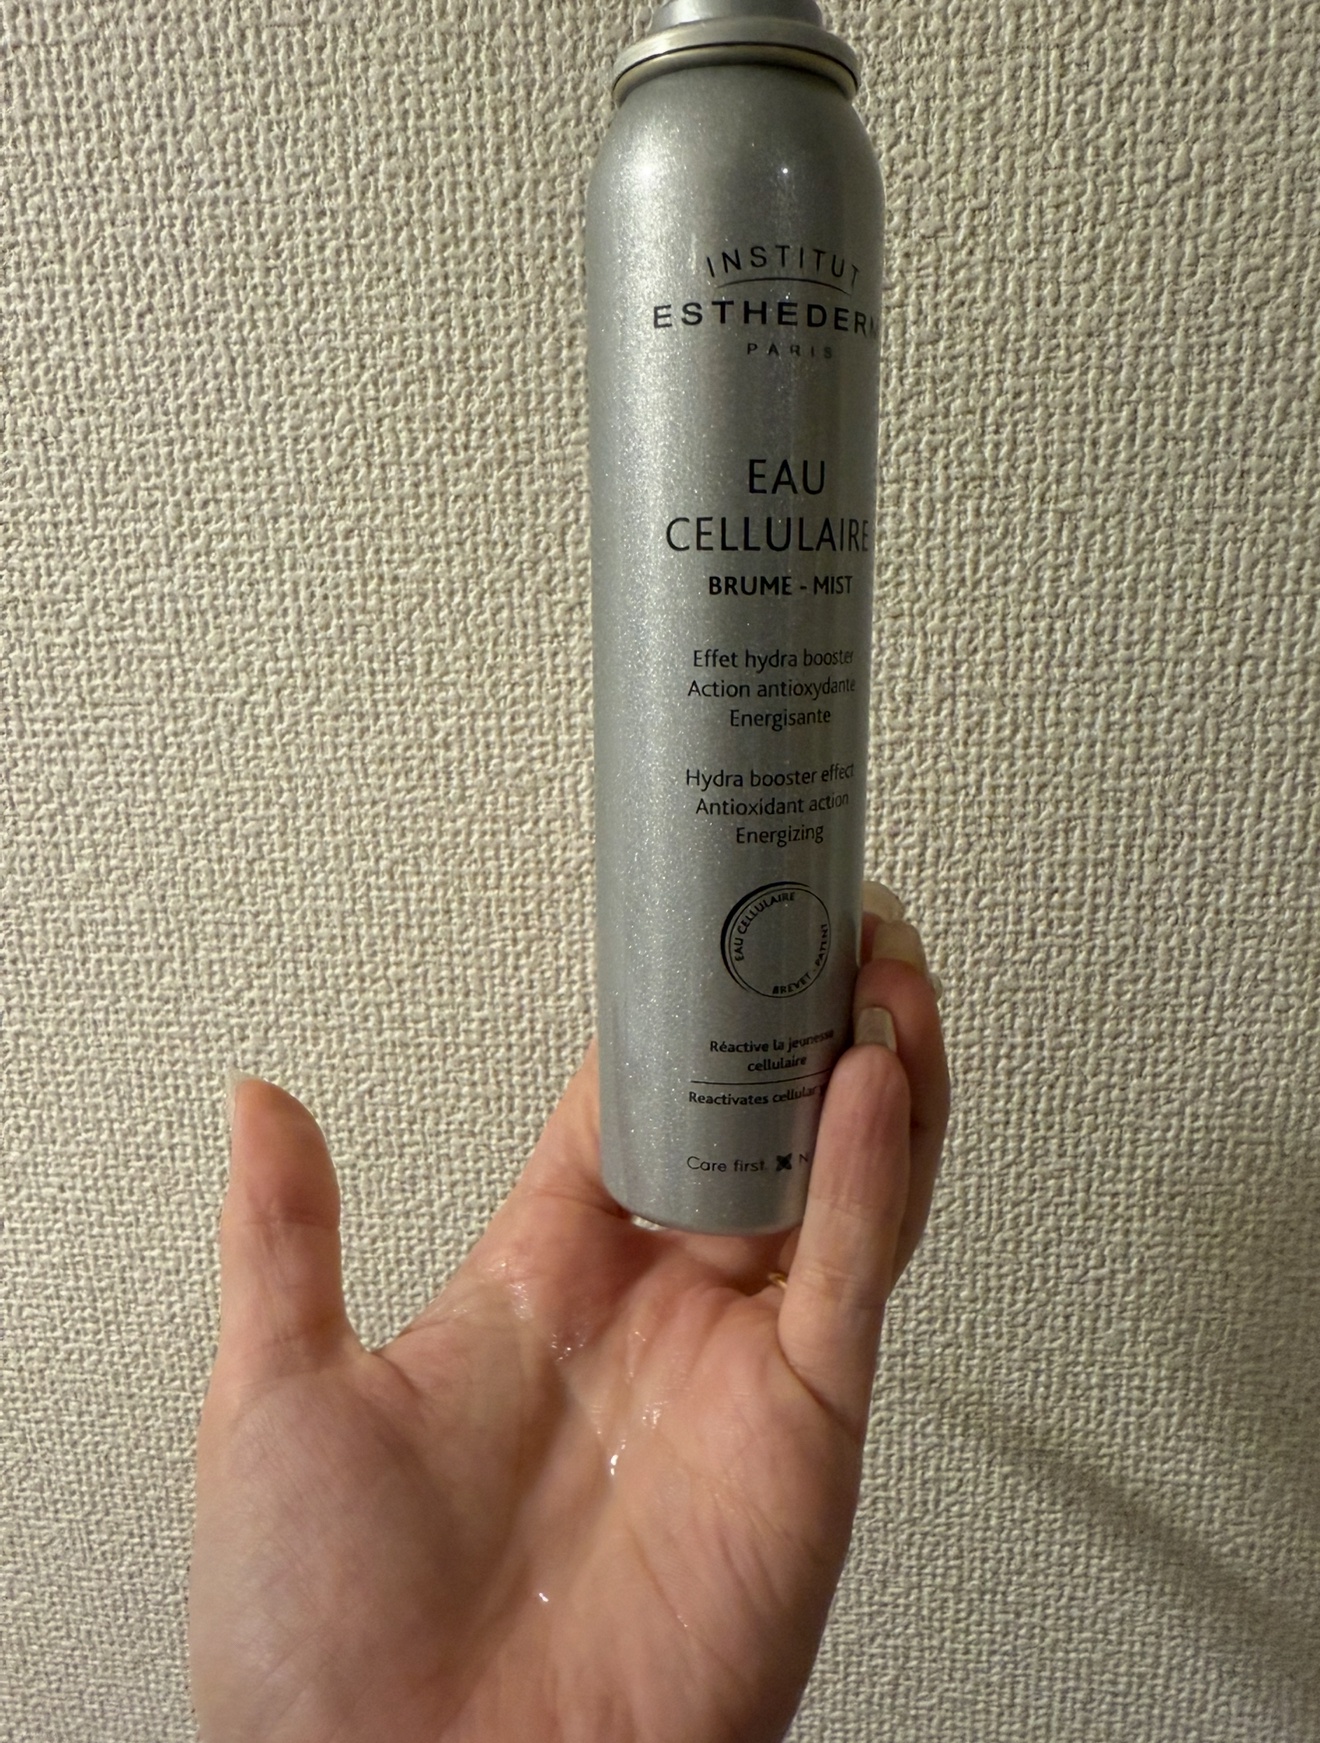 INSTITUT
ESTHEDERM
PARIS
EAU
CELLULAIRE
BRUME - MIST
Effet hydra booster
Action antioxydante
Energisante
Hydra booster effect
Antioxidant action
Energizing
EAU CELLULAIRE
BREVET - PATENT
Réactive la jeunesse
cellulaire
Reactivates cellular
Care first